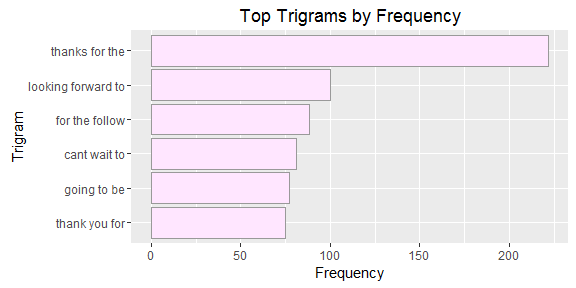 Top Trigrams by Frequency
thanks for the
looking forward to
for the follow
cant wait to
going to be
thank you for
Trigram
0 50 100 150 200
Frequency